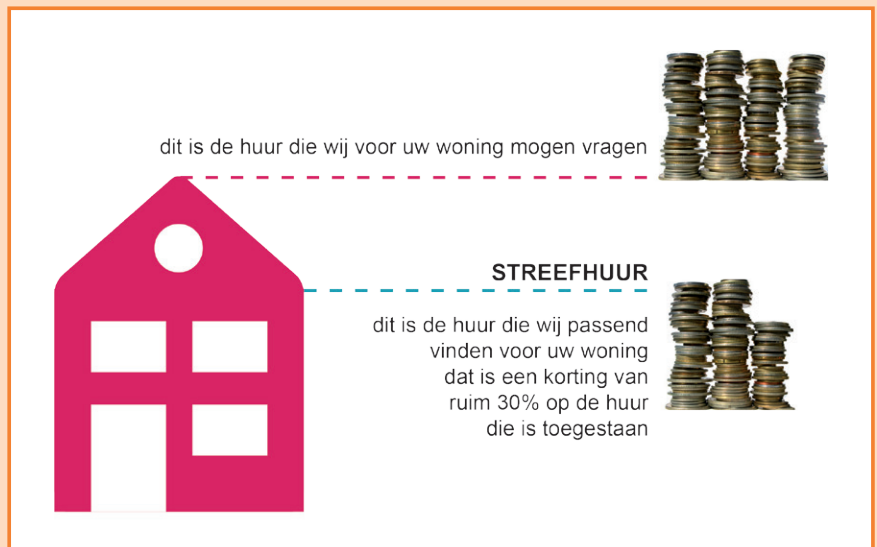 dit is de huur die wij voor uw woning mogen vragen
STREEFHUUR
dit is de huur die wij passend
vinden voor uw woning
dat is een korting van
ruim 30% op de huur
die is toegestaan